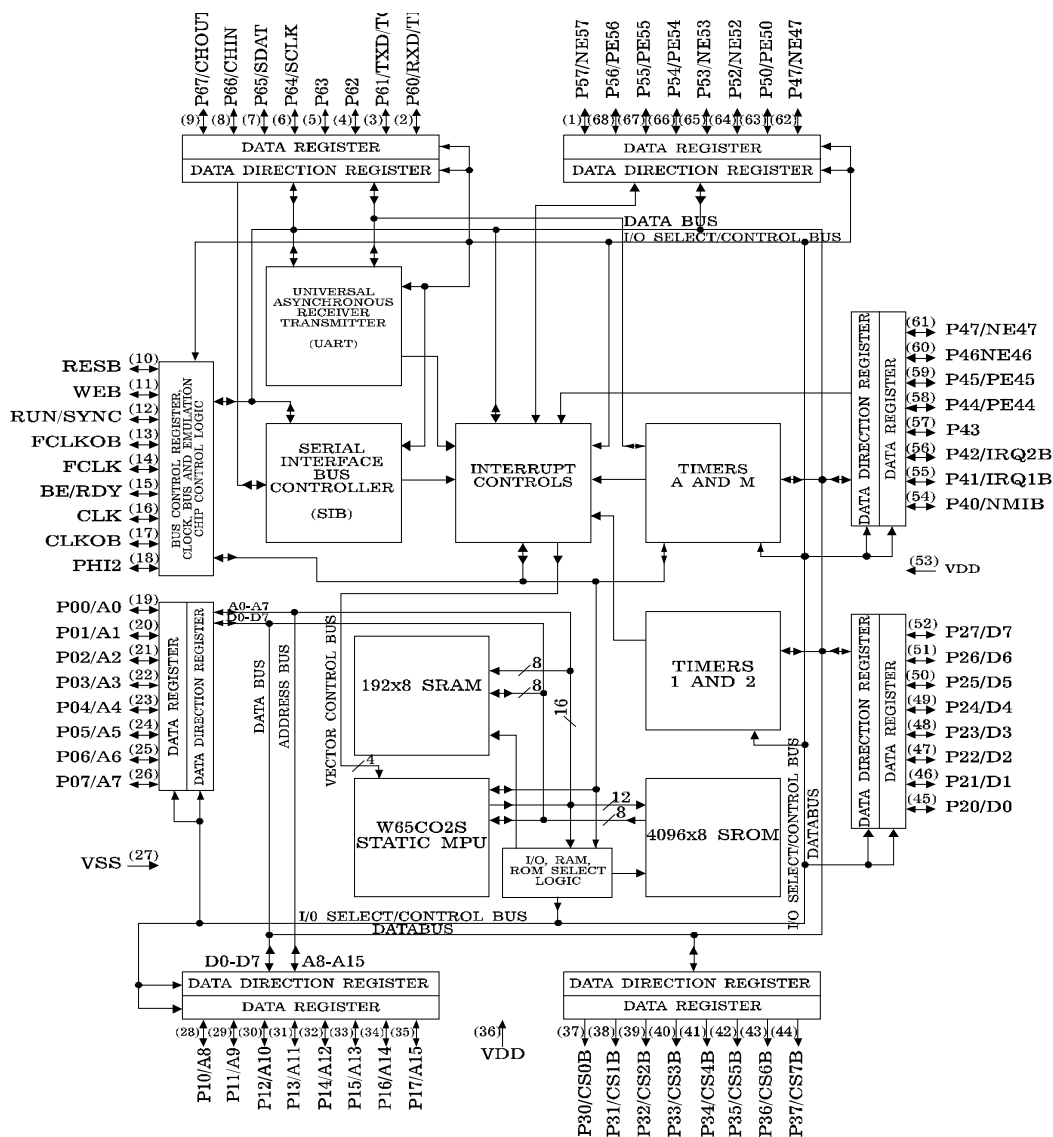 P67/CHOUT
P66/CHIN
P65/SDAT
P64/SCLK
P63
P62
P61/TXD/T
P60/RXD/T
P57/NE57
P56/PE56
P55/PE55
P54/PE54
P53/NE53
P52/NE52
P50/PE50
P47/NE47
(9) (8) (7) (6) (5) (4) (3) (2)
(1) (68) (67) (66) (65) (64) (63) (62)
DATA REGISTER
DATA DIRECTION REGISTER
DATA REGISTER
DATA DIRECTION REGISTER
DATA BUS
I/O SELECT/CONTROL BUS
UNIVERSAL
ASYNCHRONOUS
RECEIVER
TRANSMITTER
(UART)
RESB (10)
WEB (11)
RUN/SYNC (12)
FCLKOB (13)
FCLK (14)
BE/RDY (15)
CLK (16)
CLKOB (17)
PHI2 (18)
BUS CONTROL REGISTER,
CLOCK, BUS AND EMULATION
CHIP CONTROL LOGIC
SERIAL
INTERFACE
BUS
CONTROLLER
(SIB)
INTERRUPT
CONTROLS
TIMERS
A AND M
DATA DIRECTION REGISTER
DATA REGISTER
(61) P47/NE47
(60) P46NE46
(59) P45/PE45
(58) P44/PE44
(57) P43
(56) P42/IRQ2B
(55) P41/IRQ1B
(54) P40/NMIB
(53) VDD
P00/A0 (19)
P01/A1 (20)
P02/A2 (21)
P03/A3 (22)
P04/A4 (23)
P05/A5 (24)
P06/A6 (25)
P07/A7 (26)
VSS (27)
DATA REGISTER
DATA DIRECTION REGISTER
A0-A7
D0-D7
DATA BUS
ADDRESS BUS
VECTOR CONTROL BUS
192x8 SRAM
8
8
16
4
TIMERS
1 AND 2
W65CO2S
STATIC MPU
12
8
4096x8 SROM
I/O, RAM,
ROM SELECT
LOGIC
I/O SELECT/CONTROL BUS
DATABUS
DATA DIRECTION REGISTER
DATA REGISTER
(52) P27/D7
(51) P26/D6
(50) P25/D5
(49) P24/D4
(48) P23/D3
(47) P22/D2
(46) P21/D1
(45) P20/D0
I/0 SELECT/CONTROL BUS
DATABUS
D0-D7
A8-A15
DATA DIRECTION REGISTER
DATA REGISTER
DATA DIRECTION REGISTER
DATA REGISTER
(28) (29) (30) (31) (32) (33) (34) (35)
(36)
VDD
(37) (38) (39) (40) (41) (42) (43) (44)
P10/A8
P11/A9
P12/A10
P13/A11
P14/A12
P15/A13
P16/A14
P17/A15
P30/CS0B
P31/CS1B
P32/CS2B
P33/CS3B
P34/CS4B
P35/CS5B
P36/CS6B
P37/CS7B